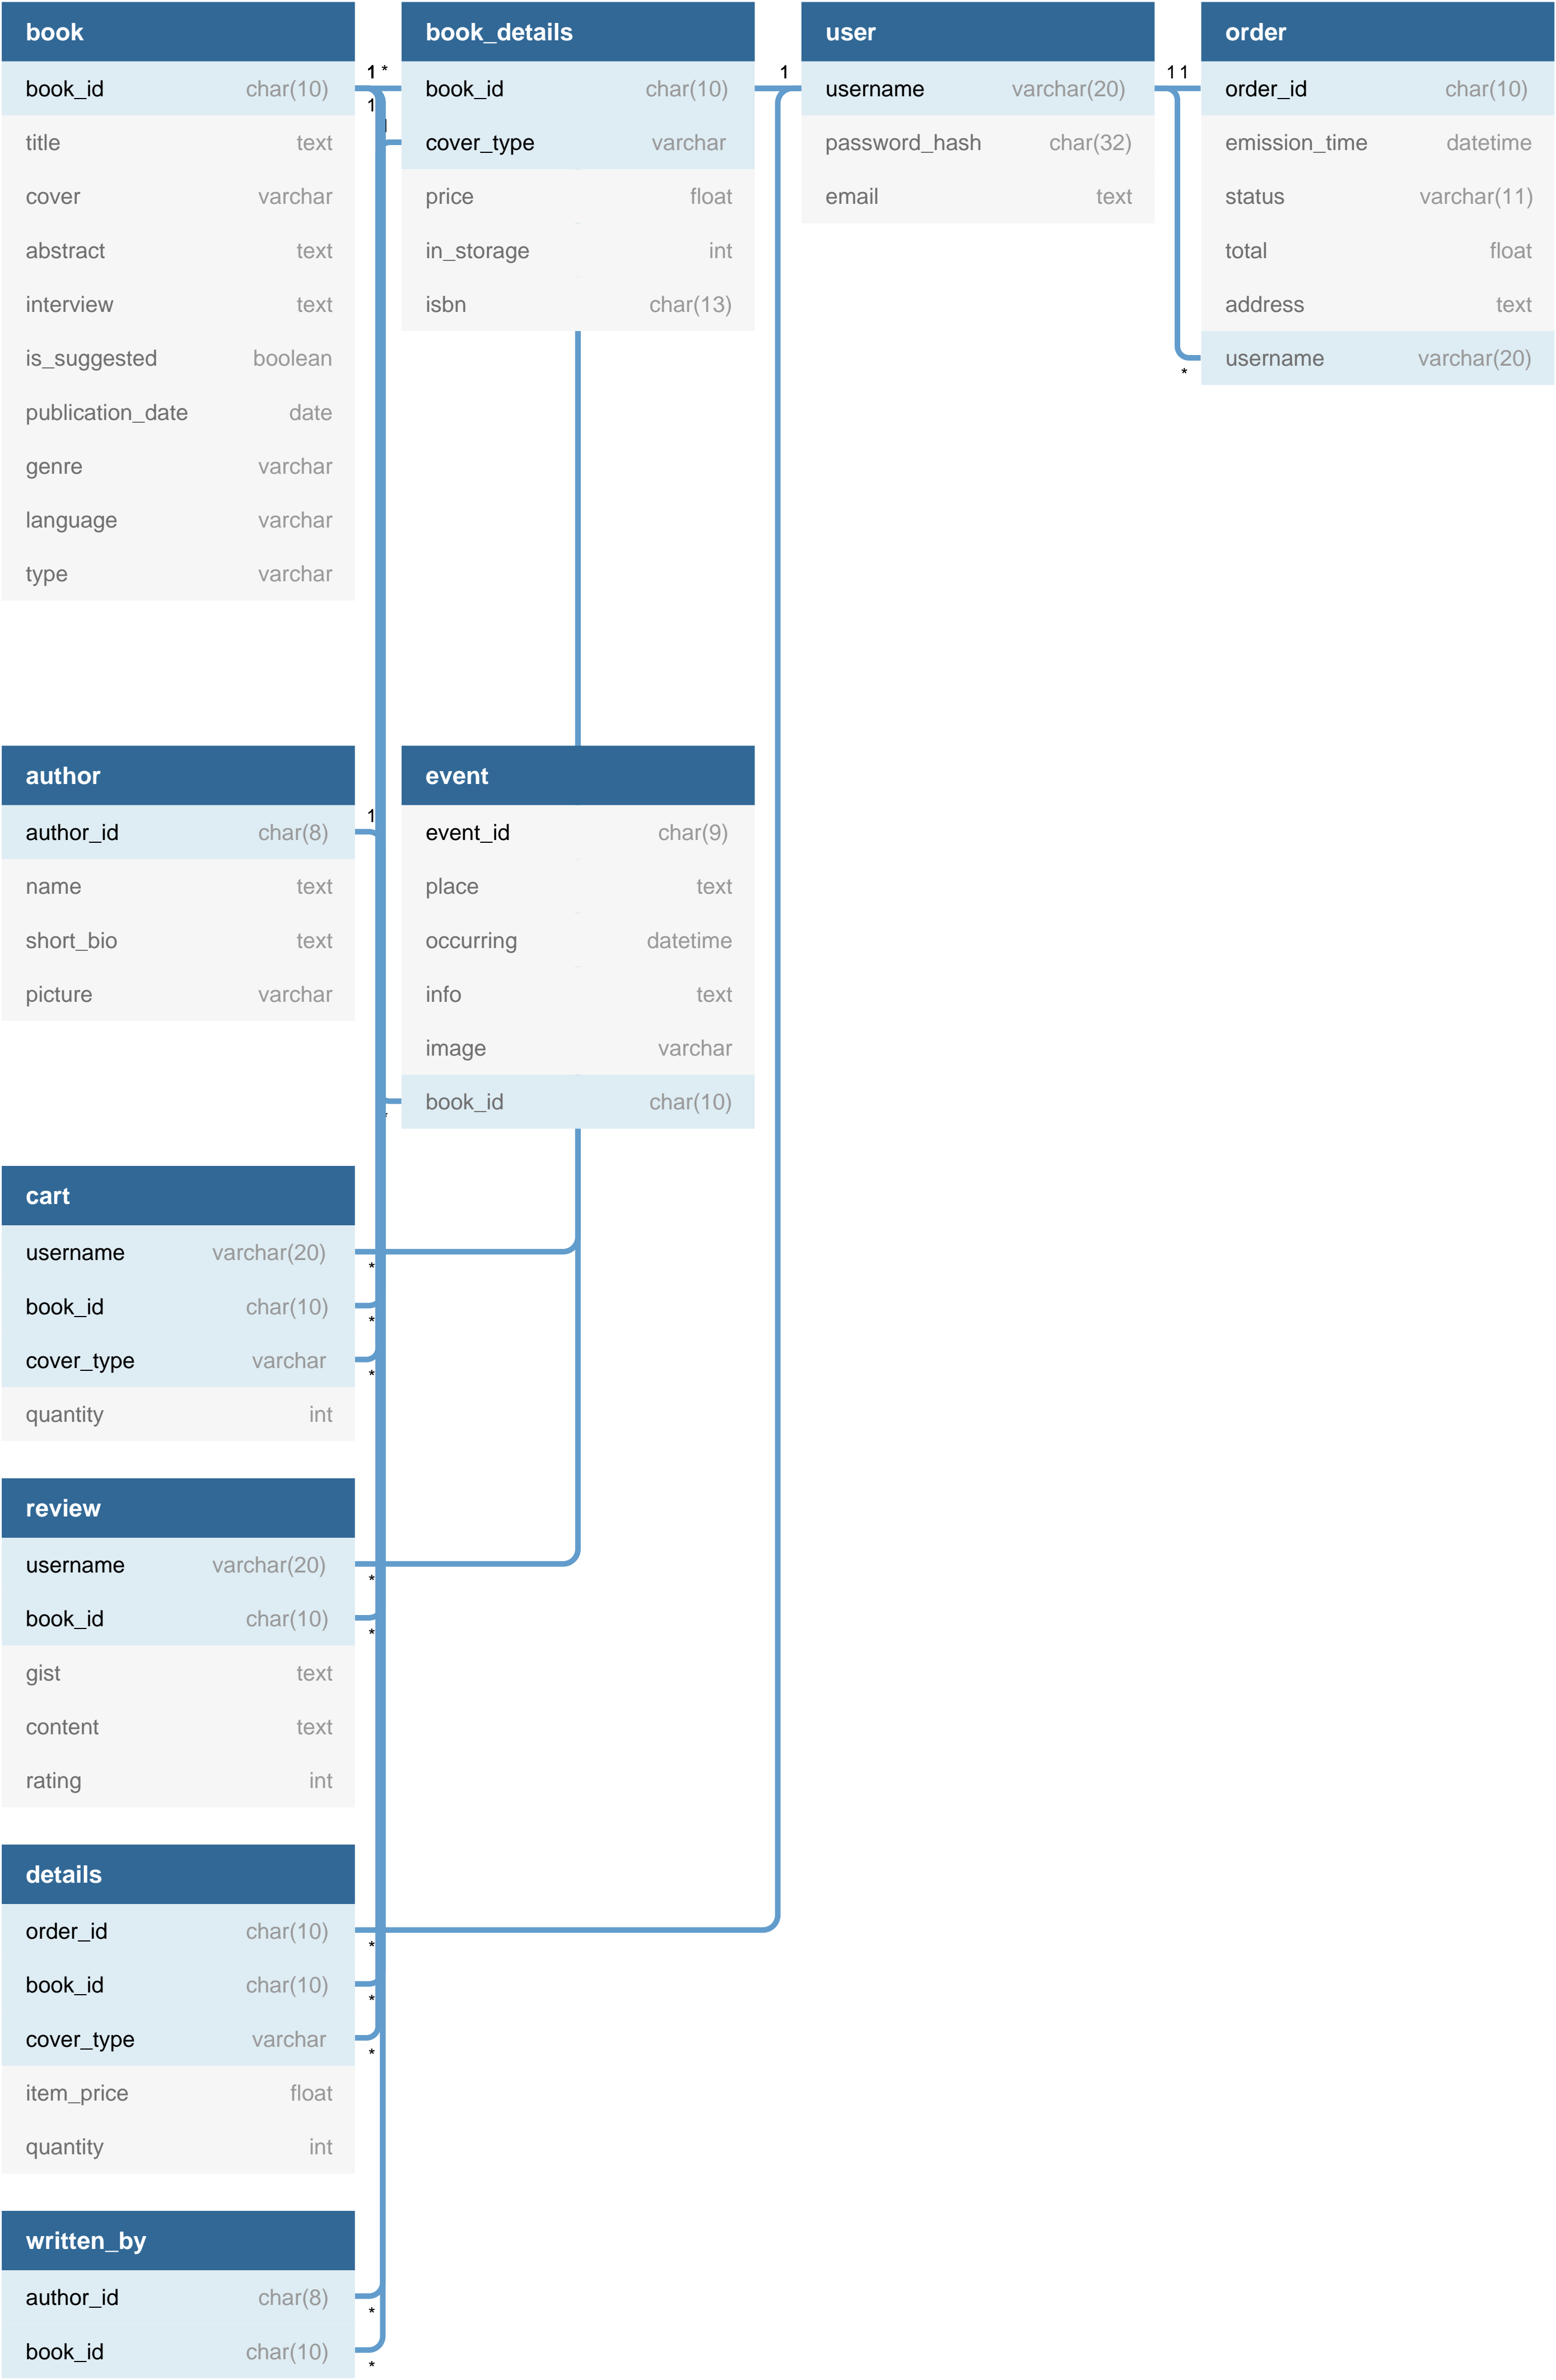 book
book_id char(10)
title text
cover varchar
abstract text
interview text
is_suggested boolean
publication_date date
genre varchar
language varchar
type varchar
1 *
1
book_details
book_id char(10)
cover_type varchar
price float
in_storage int
isbn char(13)
1
user
username varchar(20)
password_hash char(32)
email text
1 1
order
order_id char(10)
emission_time datetime
status varchar(11)
total float
address text
username varchar(20)
*
author
author_id char(8)
name text
short_bio text
picture varchar
1
event
event_id char(9)
place text
occurring datetime
info text
image varchar
book_id char(10)
*
cart
username varchar(20)
*
book_id char(10)
*
cover_type varchar
*
quantity int
review
username varchar(20)
*
book_id char(10)
*
gist text
content text
rating int
details
order_id char(10)
*
book_id char(10)
*
cover_type varchar
*
item_price float
quantity int
written_by
author_id char(8)
*
book_id char(10)
*